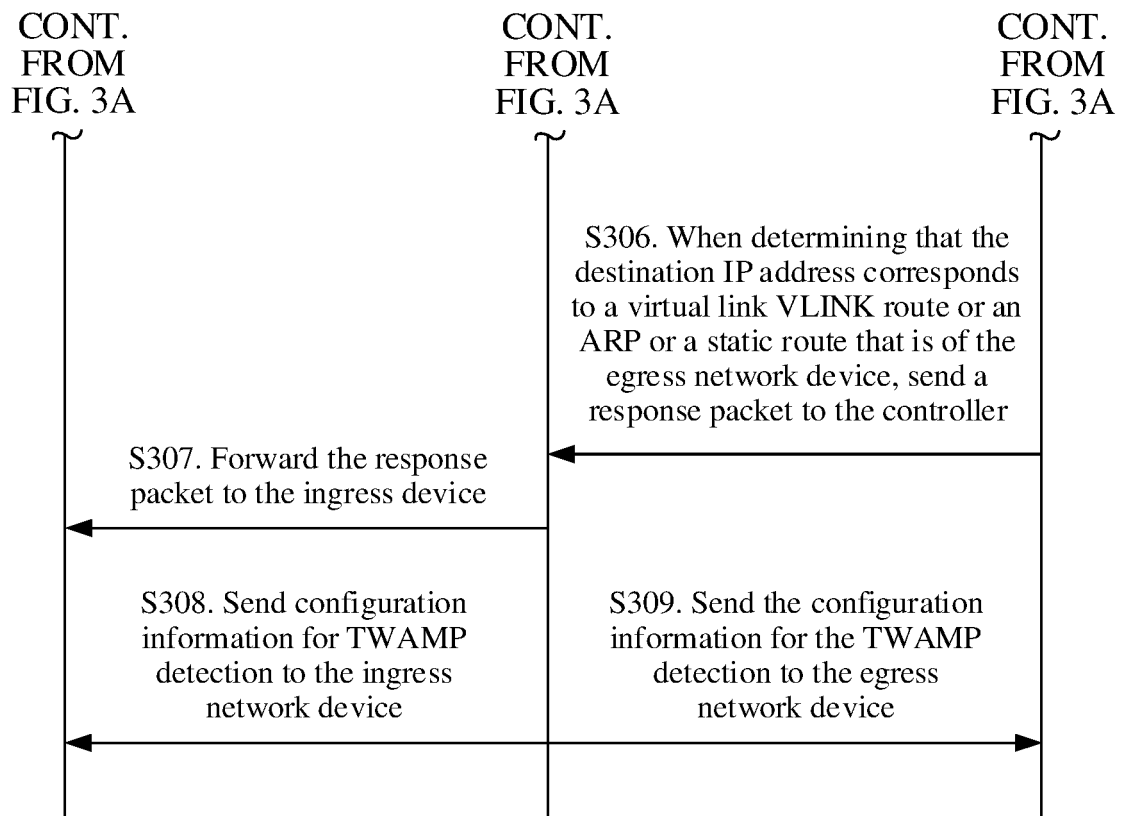 CONT.
FROM
FIG. 3A
CONT.
FROM
FIG. 3A
CONT.
FROM
FIG. 3A
S306. When determining that the
destination IP address corresponds
to a virtual link VLINK route or an
ARP or a static route that is of the
egress network device, send a
response packet to the controller
S307. Forward the response
packet to the ingress device
S308. Send configuration
information for TWAMP
detection to the ingress
network device
S309. Send the configuration
information for the TWAMP
detection to the egress
network device